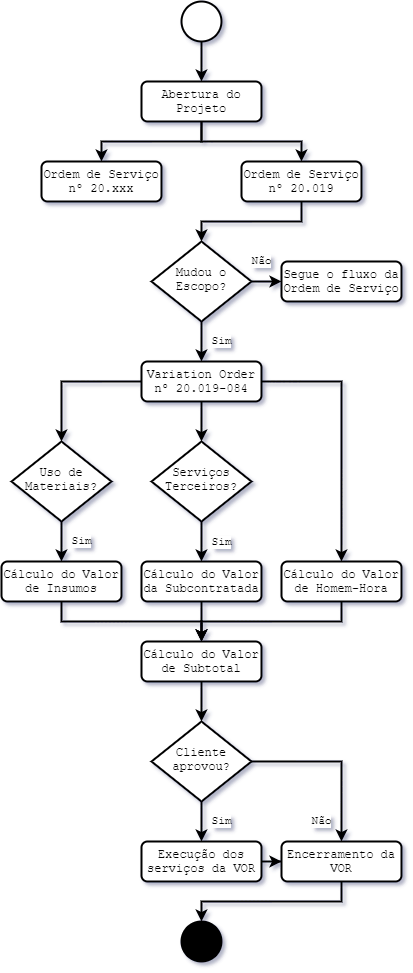 Abertura do
Projeto
Ordem de Serviço
nº 20.xxx
Ordem de Serviço
nº 20.019
Mudou o
Escopo?
Não
Segue o fluxo da
Ordem de Serviço
Sim
Variation Order
nº 20.019-084
Uso de
Materiais?
Serviços
Terceiros?
Sim
Sim
Cálculo do Valor
de Insumos
Cálculo do Valor
da Subcontratada
Cálculo do Valor
de Homem-Hora
Cálculo do Valor
de Subtotal
Cliente
aprovou?
Sim
Não
Execução dos
serviços da VOR
Encerramento da
VOR